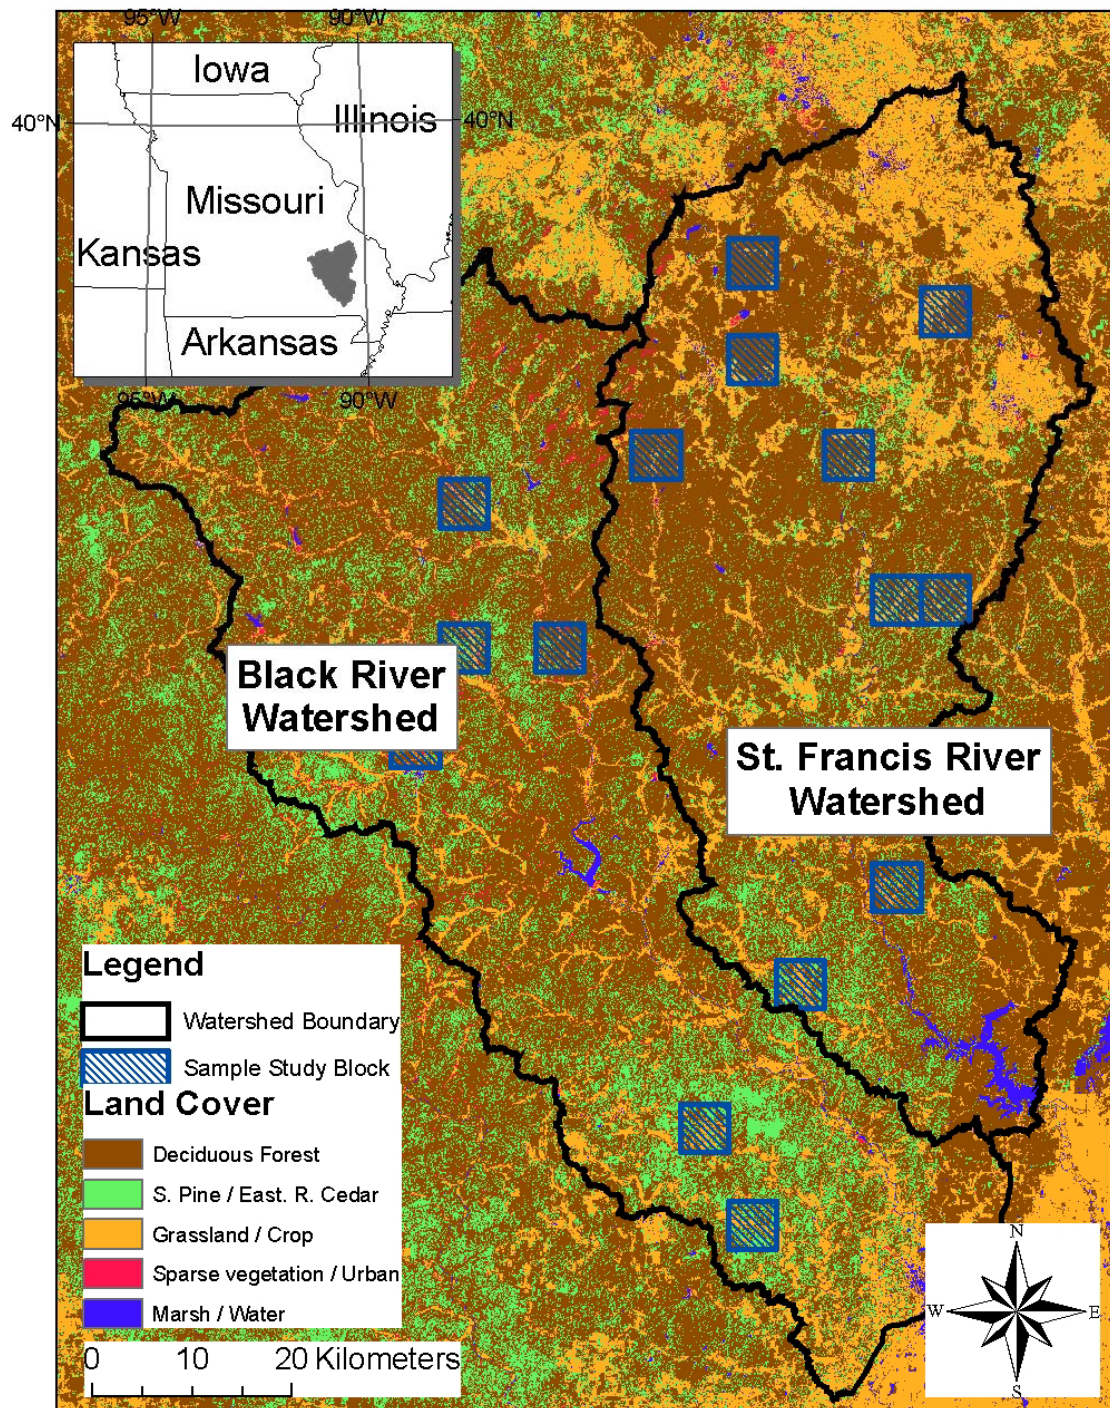 95°W 90°W
Iowa
40°N Illinois 40°N
Missouri
Kansas
Arkansas
95°W 90°W
Black River
Watershed
St. Francis River
Watershed
Legend
Watershed Boundary
Sample Study Block
Land Cover
Deciduous Forest
S. Pine / East. R. Cedar
Grassland / Crop
Sparse vegetation / Urban
Marsh / Water
0 10 20 Kilometers
N
W E
S